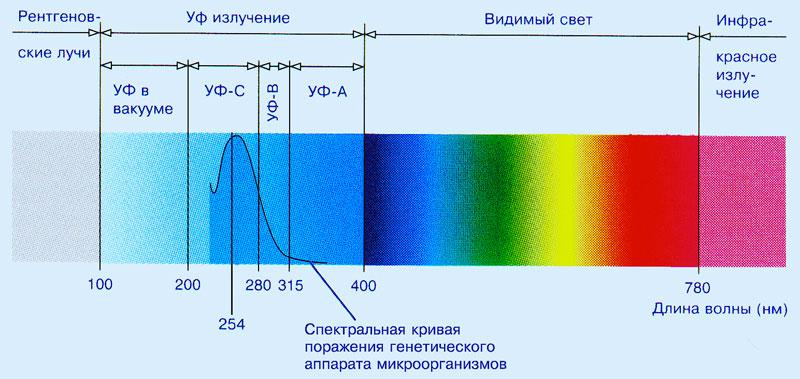 Рентгенов-
ские лучи
Уф излучение
Видимый свет
Инфра-
красное
излу-
чение
УФ в
вакууме
УФ-С
УФ-В
УФ-А
100
200
280
315
400
780
254
Длина волны (нм)
Спектральная кривая
поражения генетического
аппарата микроорганизмов